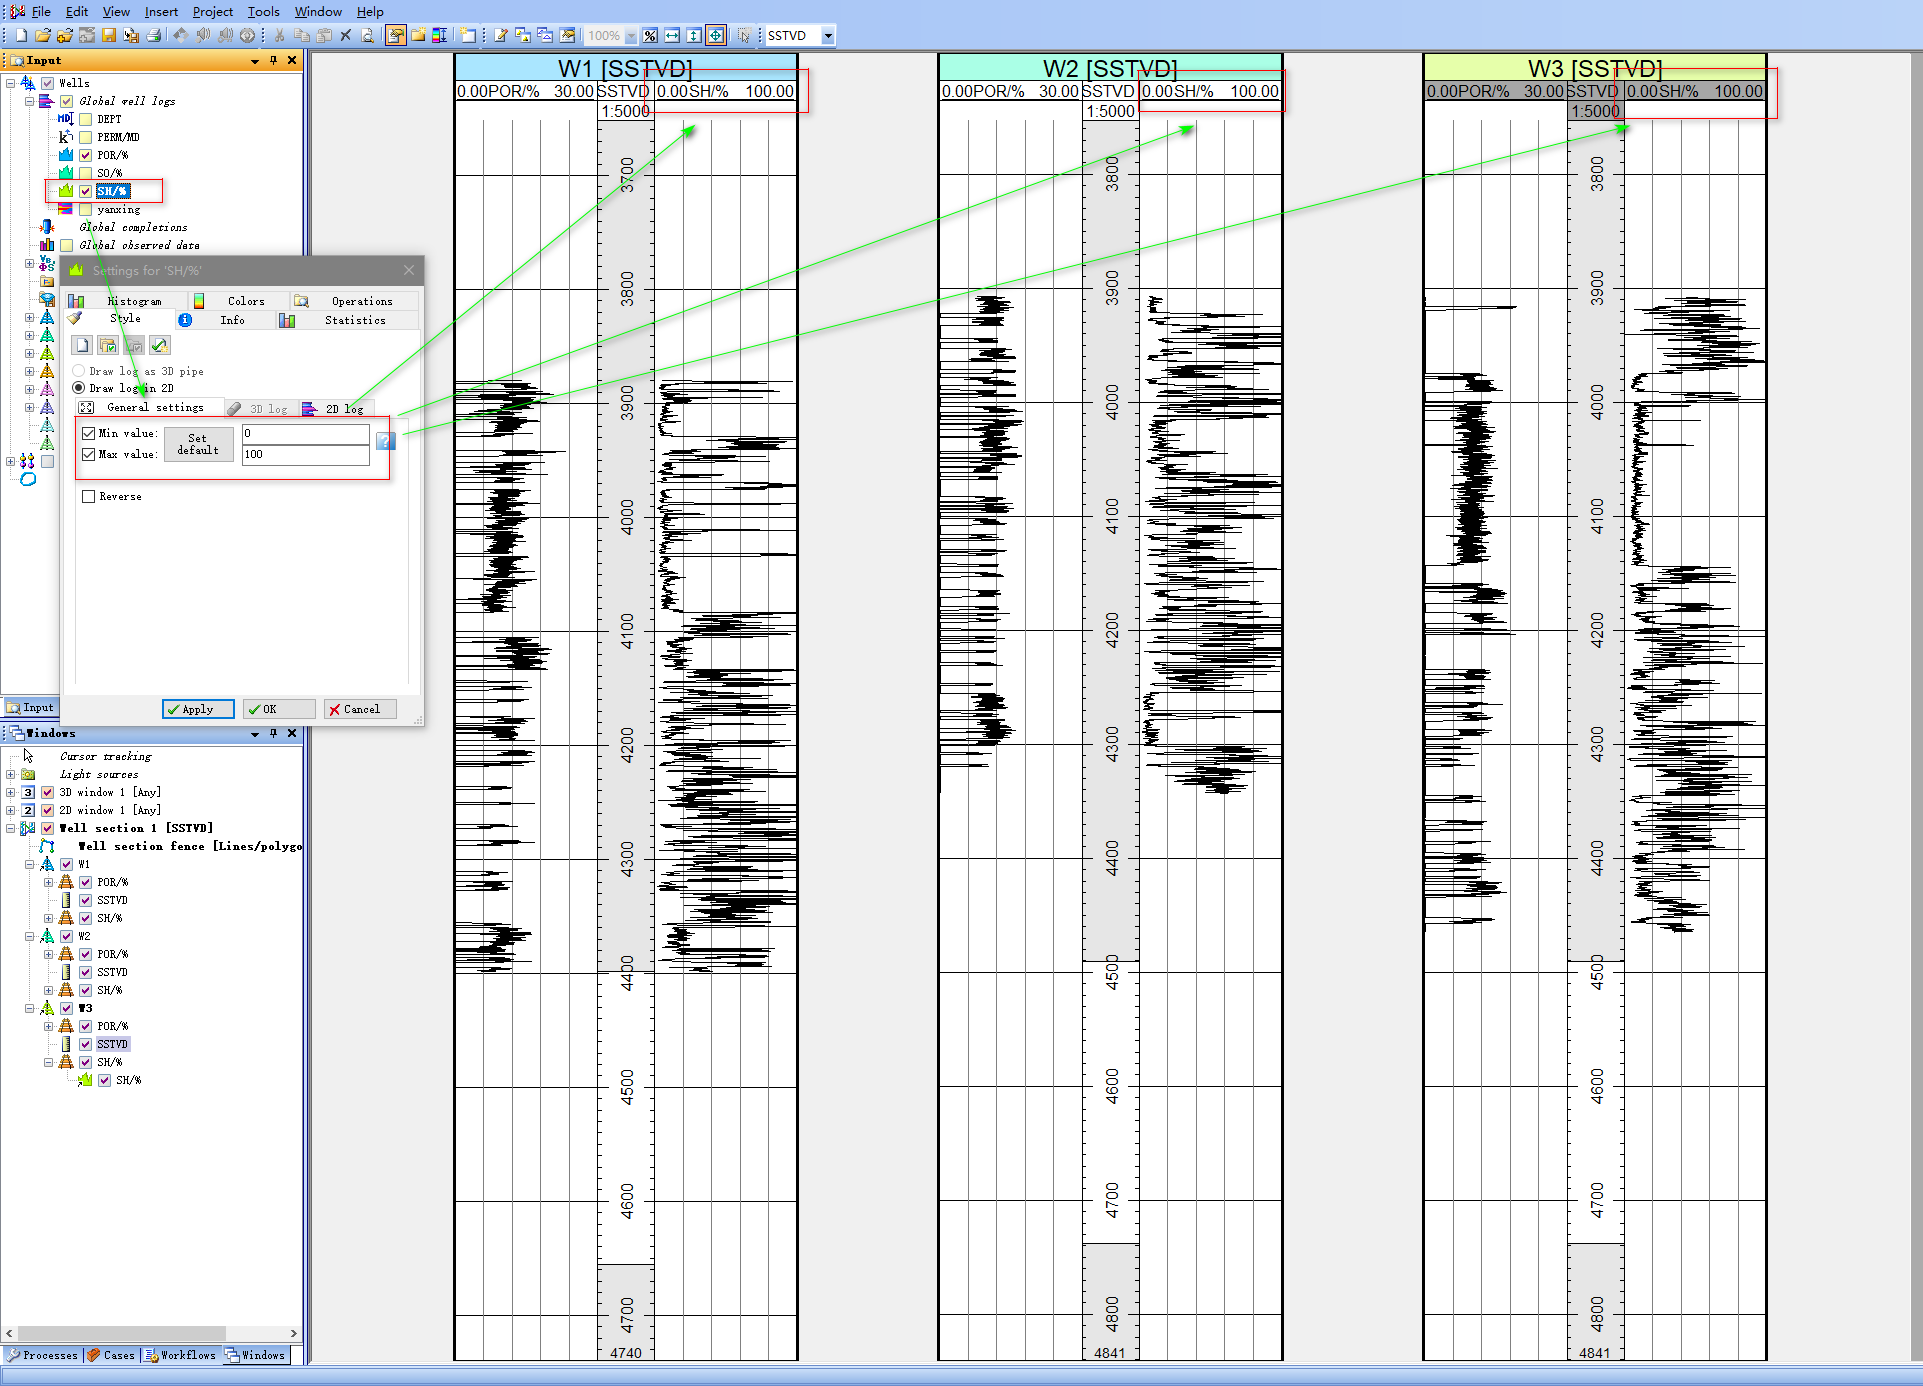 File Edit View Insert Project Tools Window Help
100% SSTVD
Input
Wells
Global well logs
DEPT
PERM/MD
POR/%
SO/%
SH/%
yanxing
Global completions
Global observed data
Settings for 'SH/%'
Histogram Colors Operations
Style Info Statistics
Draw log as 3D pipe
Draw log in 2D
General settings 3D log 2D log
Min value: Set default 0
Max value: 100
Reverse
Apply OK Cancel
Input
Windows
Cursor tracking
Light sources
3D window 1 [Any]
2D window 1 [Any]
Well section 1 [SSTVD]
Well section fence [Lines/polygo
W1
POR/%
SSTVD
SH/%
W2
POR/%
SSTVD
SH/%
W3
POR/%
SSTVD
SH/%
SH/%
Processes Cases Workflows Windows
W1 [SSTVD]
0.00 POR/% 30.00 SSTVD 0.00 SH/% 100.00
1:5000
3700
3800
3900
4000
4100
4200
4300
4400
4500
4600
4700
4740
W2 [SSTVD]
0.00 POR/% 30.00 SSTVD 0.00 SH/% 100.00
1:5000
3800
3900
4000
4100
4200
4300
4400
4500
4600
4700
4800
4841
W3 [SSTVD]
0.00 POR/% 30.00 SSTVD 0.00 SH/% 100.00
1:5000
3800
3900
4000
4100
4200
4300
4400
4500
4600
4700
4800
4841